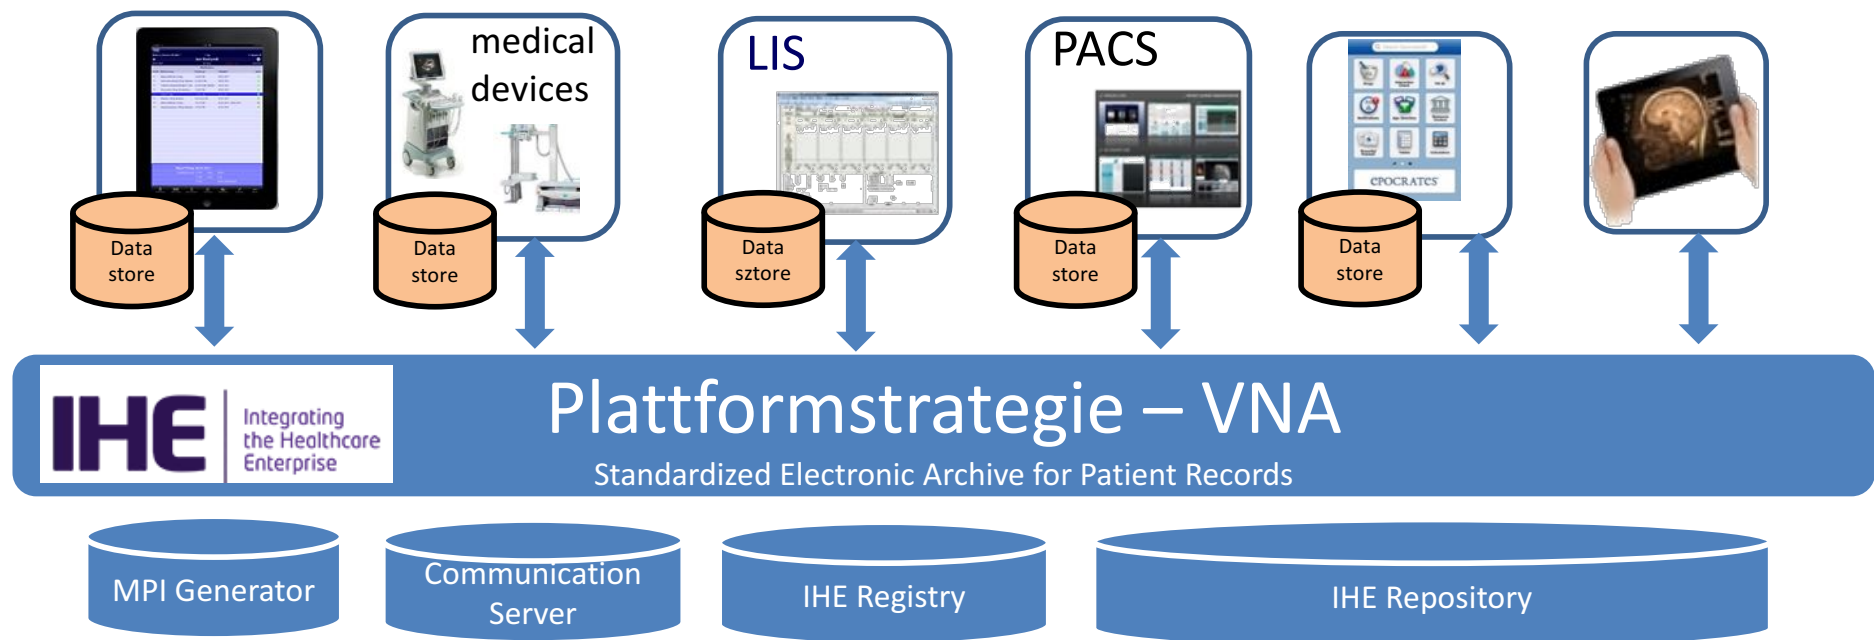 medical
devices
LIS
PACS
EPOCRATES
Data
store
Data
store
Data
sztore
Data
store
Data
store
IHE
Integrating
the Healthcare
Enterprise
Plattformstrategie – VNA
Standardized Electronic Archive for Patient Records
MPI Generator
Communication
Server
IHE Registry
IHE Repository